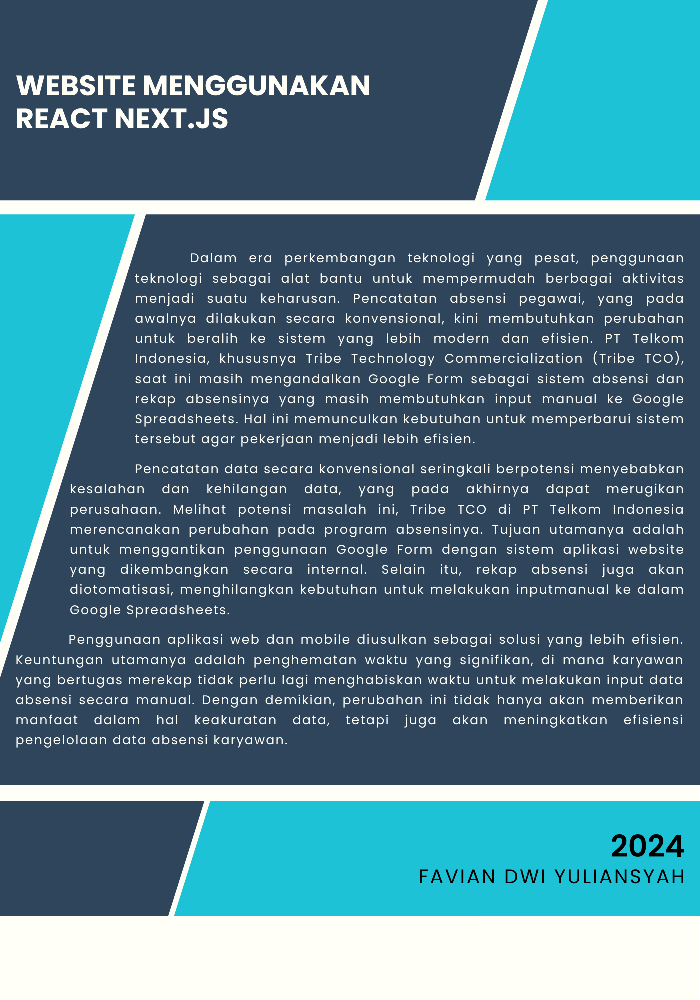 WEBSITE MENGGUNAKAN
REACT NEXT.JS
Dalam era perkembangan teknologi yang pesat, penggunaan
teknologi sebagai alat bantu untuk mempermudah berbagai aktivitas
menjadi suatu keharusan. Pencatatan absensi pegawai, yang pada
awalnya dilakukan secara konvensional, kini membutuhkan perubahan
untuk beralih ke sistem yang lebih modern dan efisien. PT Telkom
Indonesia, khususnya Tribe Technology Commercialization (Tribe TCO),
saat ini masih mengandalkan Google Form sebagai sistem absensi dan
rekap absensinya yang masih membutuhkan input manual ke Google
Spreadsheets. Hal ini memunculkan kebutuhan untuk memperbarui sistem
tersebut agar pekerjaan menjadi lebih efisien.
Pencatatan data secara konvensional seringkali berpotensi menyebabkan
kesalahan dan kehilangan data, yang pada akhirnya dapat merugikan
perusahaan. Melihat potensi masalah ini, Tribe TCO di PT Telkom Indonesia
merencanakan perubahan pada program absensinya. Tujuan utamanya adalah
untuk menggantikan penggunaan Google Form dengan sistem aplikasi website
yang dikembangkan secara internal. Selain itu, rekap absensi juga akan
diotomatisasi, menghilangkan kebutuhan untuk melakukan inputmanual ke dalam
Google Spreadsheets.
Penggunaan aplikasi web dan mobile diusulkan sebagai solusi yang lebih efisien.
Keuntungan utamanya adalah penghematan waktu yang signifikan, di mana karyawan
yang bertugas merekap tidak perlu lagi menghabiskan waktu untuk melakukan input data
absensi secara manual. Dengan demikian, perubahan ini tidak hanya akan memberikan
manfaat dalam hal keakuratan data, tetapi juga akan meningkatkan efisiensi
pengelolaan data absensi karyawan.
2024
FAVIAN DWI YULIANSYAH